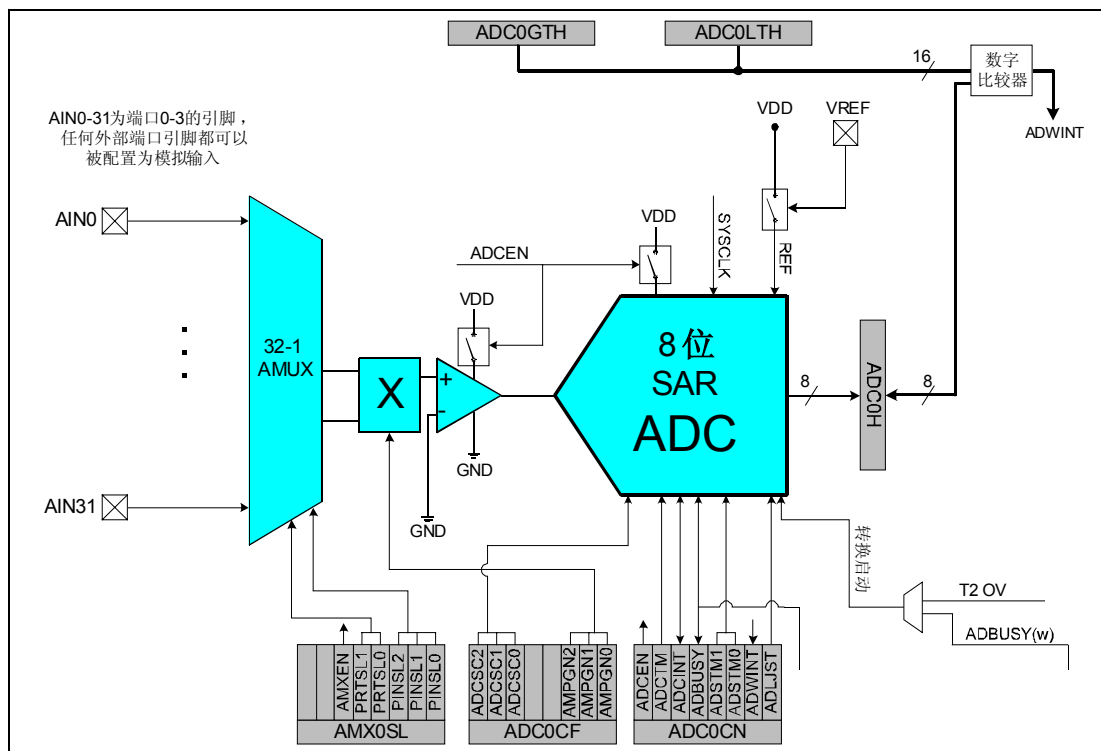 ADC0GTH
ADC0LTH
16
数字
比较器
ADWINT
VDD
VREF
AIN0-31为端口0-3的引脚，
任何外部端口引脚都可以
被配置为模拟输入
AIN0
VDD
SYSCLK
REF
ADCEN
VDD
32-1
AMUX
X
+
-
GND
GND
8位
SAR
ADC
8
ADC0H
8
AIN31
转换启动
T2 OV
ADBUSY(w)
AMXEN
PRTSL1
PRTSL0
PINSL2
PINSL1
PINSL0
AMX0SL
ADCSC2
ADCSC1
ADCSC0
AMPGN2
AMPGN1
AMPGN0
ADC0CF
ADCEN
ADCTM
ADCINT
ADBUSY
ADSTM1
ADSTM0
ADWINT
ADLJST
ADC0CN